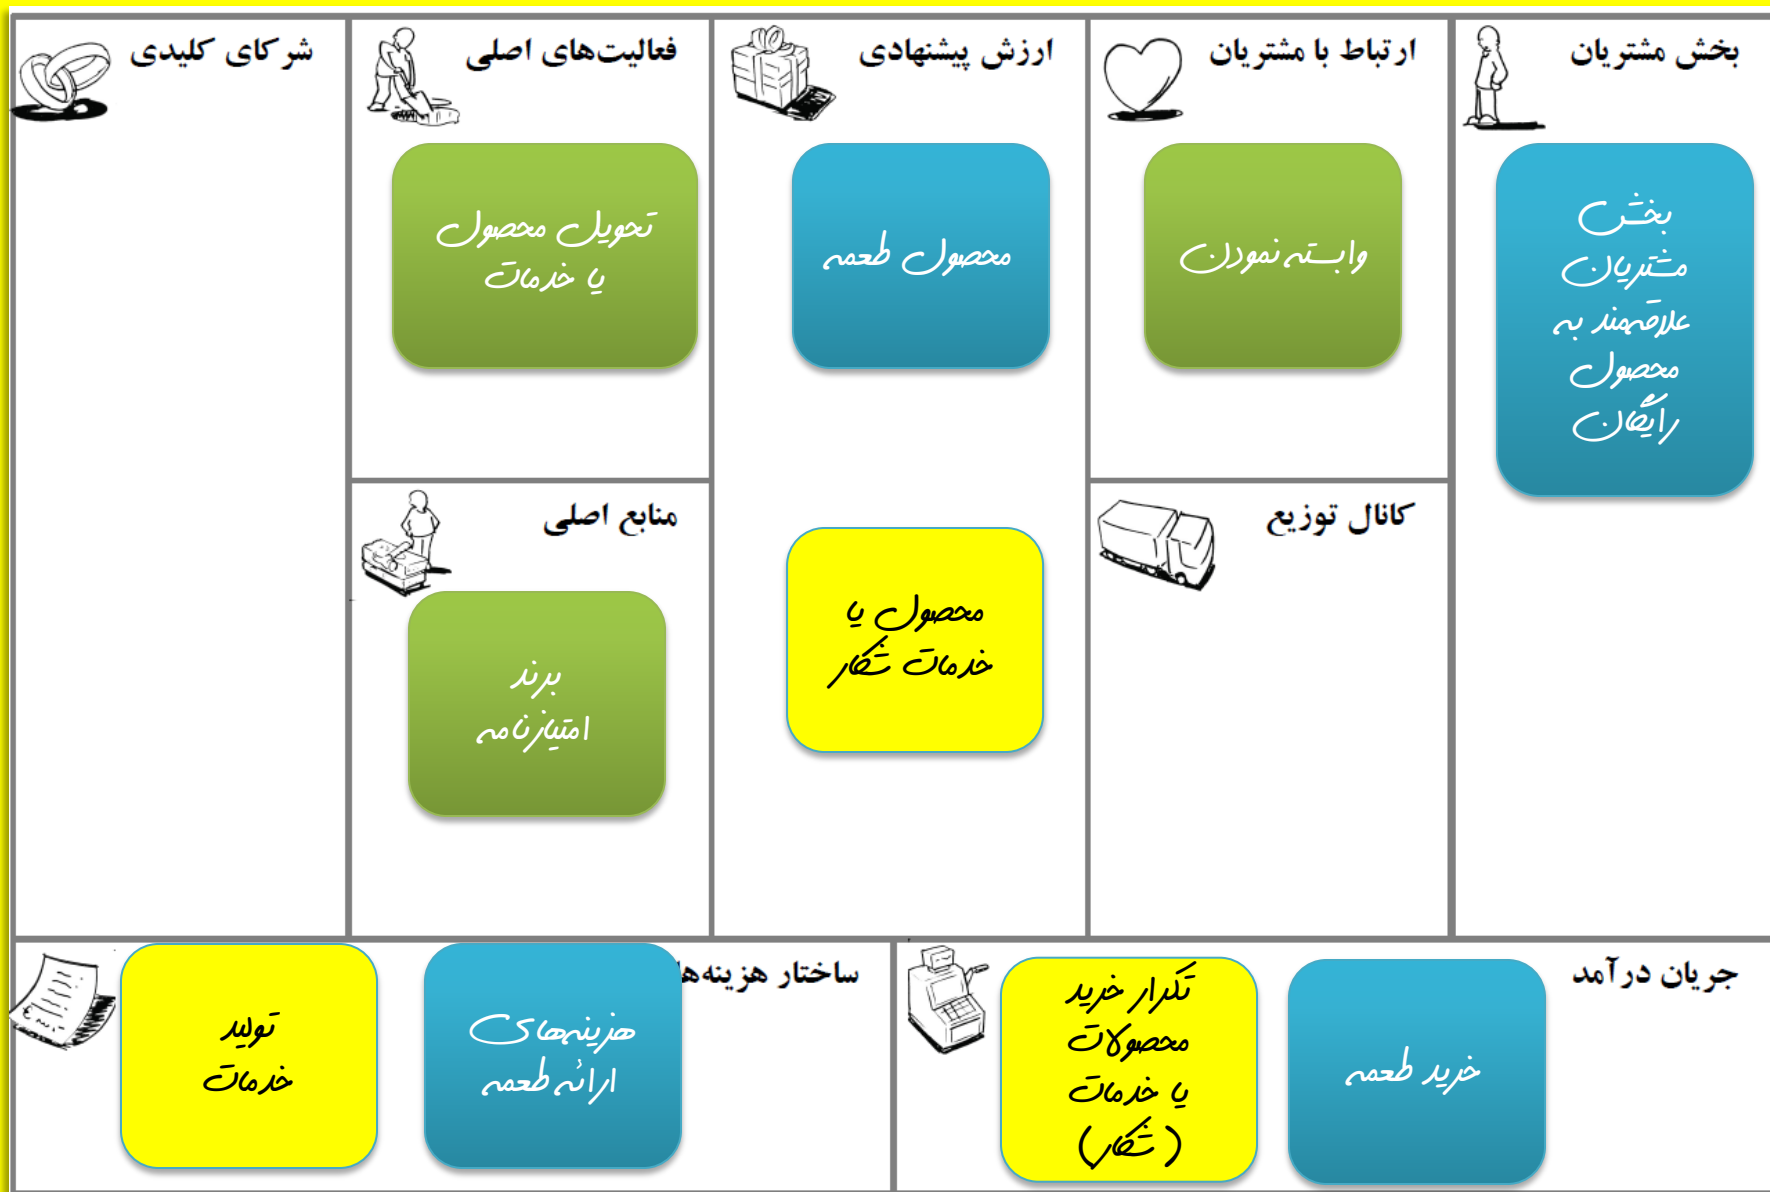 بخش مشتریان
بخش
مشتریان
علاقه‌مند به
محصول
رایگان
ارتباط با مشتریان
وابسته نمودن
کانال توزیع
ارزش پیشنهادی
محصول طعمه
محصول یا
خدمات شکار
فعالیت‌های اصلی
تحویل محصول
یا خدمات
منابع اصلی
برند
امتیازنامه
شرکای کلیدی
جریان درآمد
خرید طعمه
تکرار خرید
محصولات
یا خدمات
(شکار)
ساختار هزینه‌ها
هزینه‌های
ارائه طعمه
تولید
خدمات